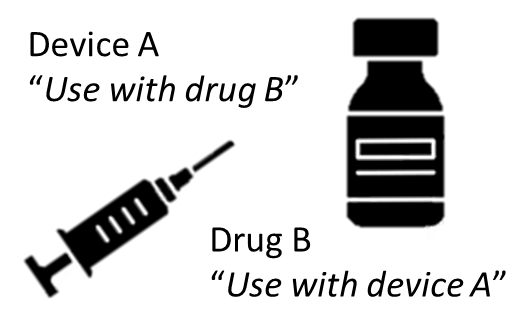 Device A
“Use with drug B”
Drug B
“Use with device A”